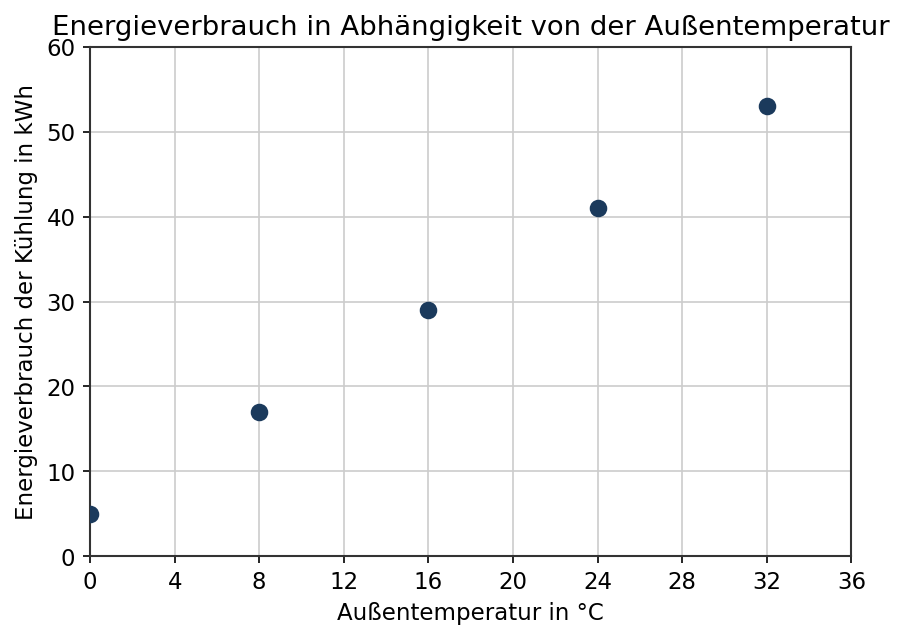 Energieverbrauch in Abhängigkeit von der Außentemperatur
Energieverbrauch der Kühlung in kWh
60
50
40
30
20
10
0
0 4 8 12 16 20 24 28 32 36
Außentemperatur in °C